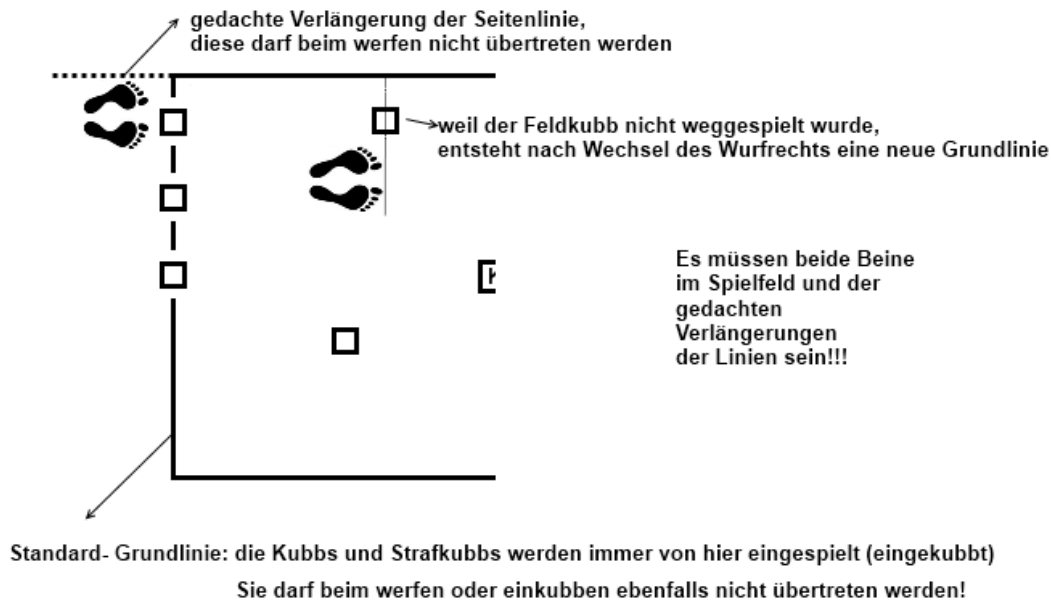 gedachte Verlängerung der Seitenlinie,
diese darf beim werfen nicht übertreten werden
weil der Feldkubb nicht weggespielt wurde,
entsteht nach Wechsel des Wurfrechts eine neue Grundlinie
K
Es müssen beide Beine
im Spielfeld und der
gedachten
Verlängerungen
der Linien sein!!!
Standard- Grundlinie: die Kubbs und Strafkubbs werden immer von hier eingespielt (eingekubbt)
Sie darf beim werfen oder einkubben ebenfalls nicht übertreten werden!